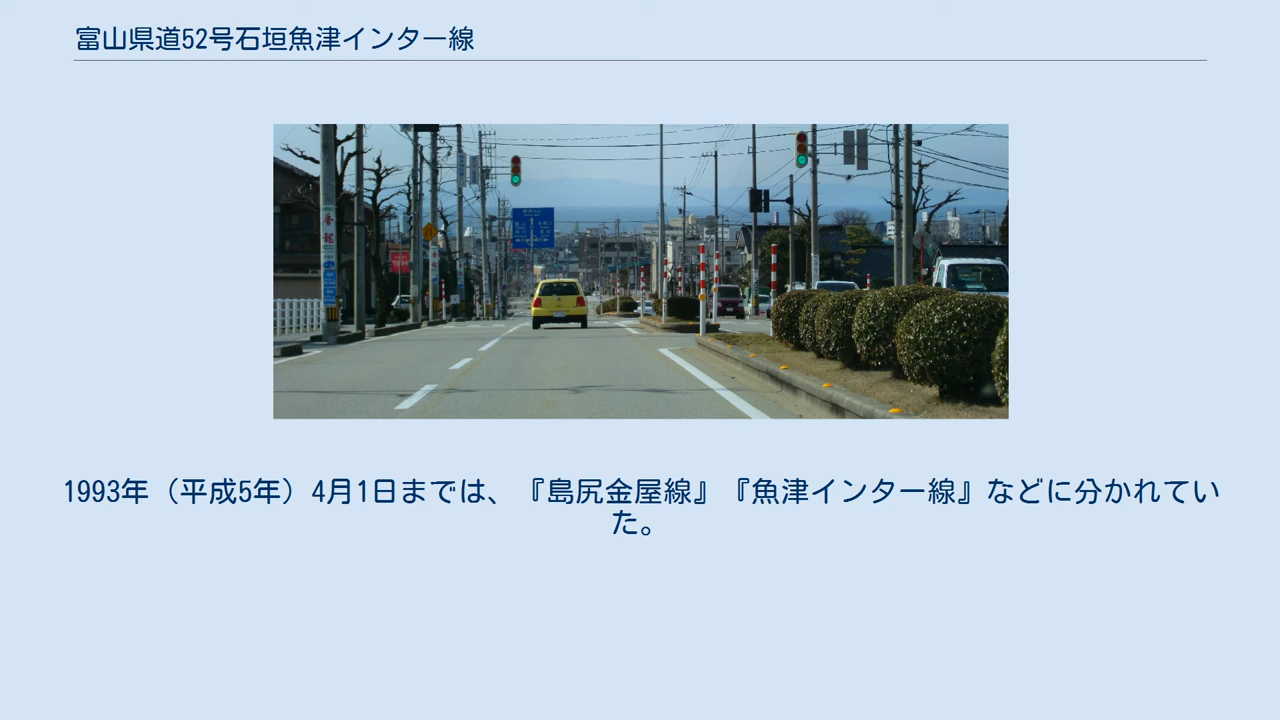 富山県道52号石垣魚津インター線
1993年（平成5年）4月1日までは、『島尻金屋線』『魚津インター線』などに分かれてい
た。